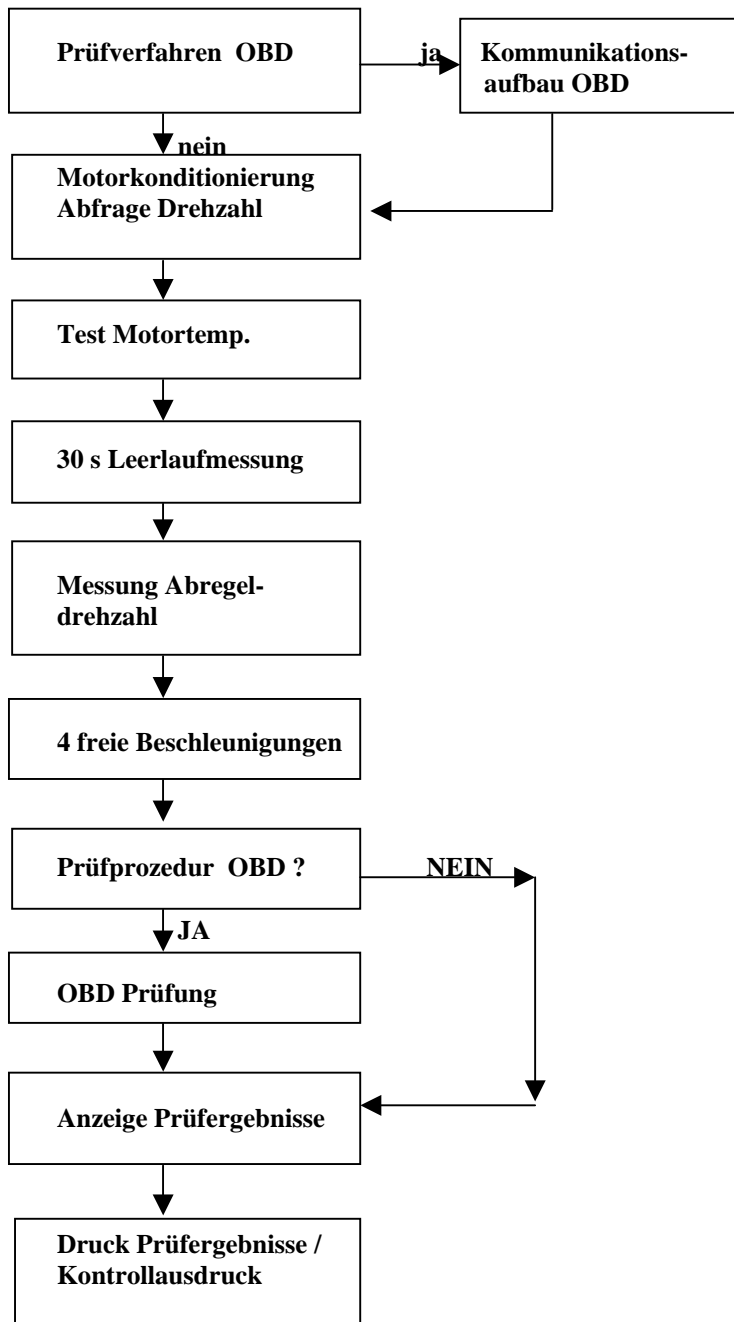 Prüfverfahren OBD
ja
Kommunikations-
aufbau OBD
nein
Motorkonditionierung
Abfrage Drehzahl
Test Motortemp.
30 s Leerlaufmessung
Messung Abregel-
drehzahl
4 freie Beschleunigungen
Prüfprozedur OBD ?
NEIN
JA
OBD Prüfung
Anzeige Prüfergebnisse
Druck Prüfergebnisse /
Kontrollausdruck